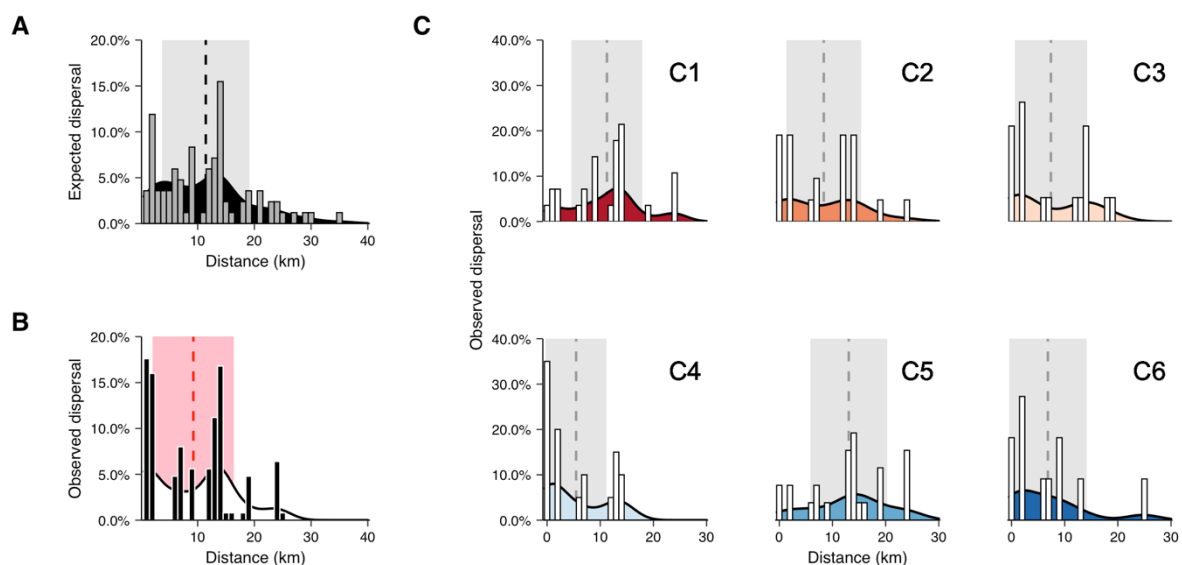 A
Expected dispersal
20.0%
15.0%
10.0%
5.0%
0.0%
10 20 30 40
Distance (km)
B
Observed dispersal
20.0%
15.0%
10.0%
5.0%
0.0%
10 20 30 40
Distance (km)
C
Observed dispersal
40.0%
30.0%
20.0%
10.0%
0.0%
C1
C2
C3
40.0%
30.0%
20.0%
10.0%
0.0%
C4
C5
C6
0 10 20 30
0 10 20 30
0 10 20 30
Distance (km)